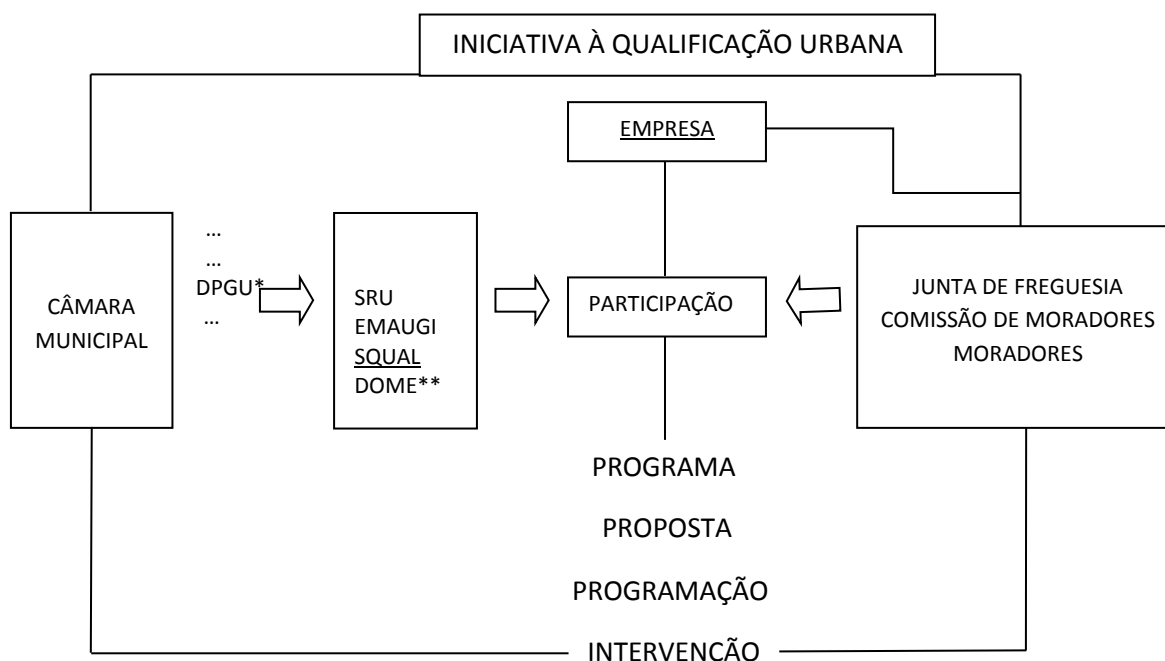 INICIATIVA À QUALIFICAÇÃO URBANA
EMPRESA
CÂMARA
MUNICIPAL
...
...
DPGU*
...
SRU
EMAUGI
SQUAL
DOME**
PARTICIPAÇÃO
JUNTA DE FREGUESIA
COMISSÃO DE MORADORES
MORADORES
PROGRAMA
PROPOSTA
PROGRAMAÇÃO
INTERVENÇÃO